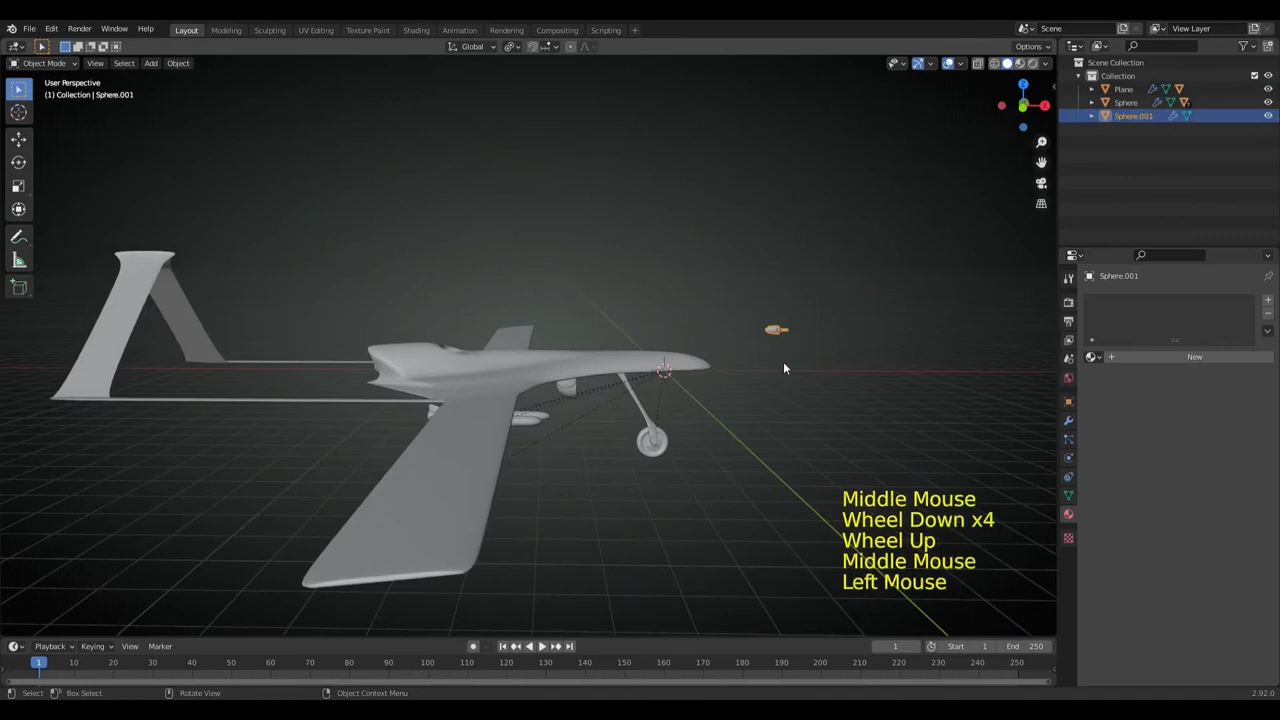 File Edit Render Window Help Layout Modeling Sculpting UV Editing Texture Paint Shading Animation Rendering Compositing Scripting + Scene View Layer
Global Options
Object Mode View Select Add Object
User Perspective
(1) Collection | Sphere.001
Z
X
Scene Collection
Collection
Plane
Sphere
Sphere.001
Sphere.001
+ New
Middle Mouse
Wheel Down x4
Wheel Up
Middle Mouse
Left Mouse
Playback Keying View Marker 1 Start 1 End 250
1 10 20 30 40 50 60 70 80 90 100 110 120 130 140 150 160 170 180 190 200 210 220 230 240 250
Select Box Select Rotate View Object Context Menu 2.92.0